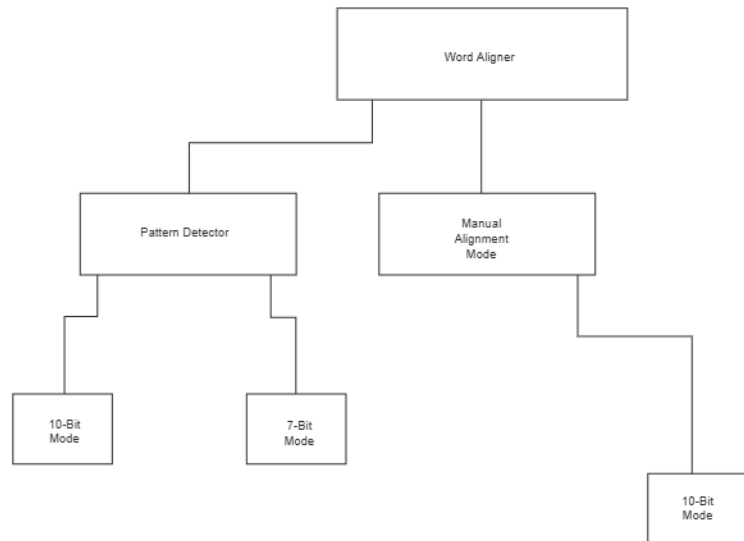 Word Aligner
Pattern Detector
Manual
Alignment
Mode
10-Bit
Mode
7-Bit
Mode
10-Bit
Mode